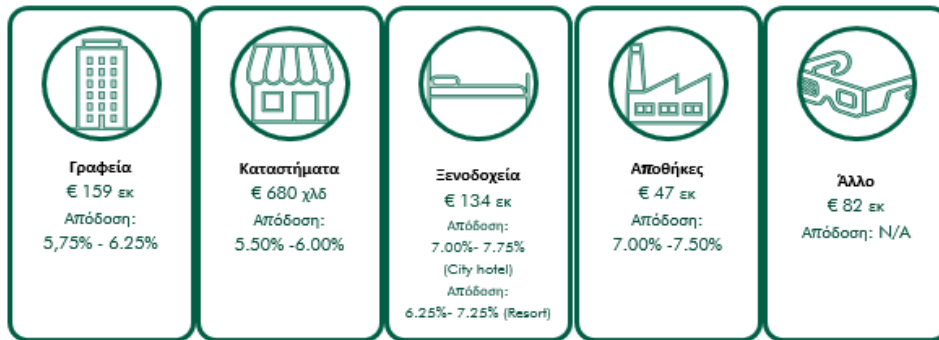 Γραφεία
€ 159 εκ
Απόδοση:
5,75% - 6.25%
Καταστήματα
€ 680 χλδ
Απόδοση:
5.50% -6.00%
Ξενοδοχεία
€ 134 εκ
Απόδοση:
7.00%- 7.75%
(City hotel)
Απόδοση:
6.25%- 7.25% (Resort)
Αποθήκες
€ 47 εκ
Απόδοση:
7.00% -7.50%
Άλλο
€ 82 εκ
Απόδοση: N/A